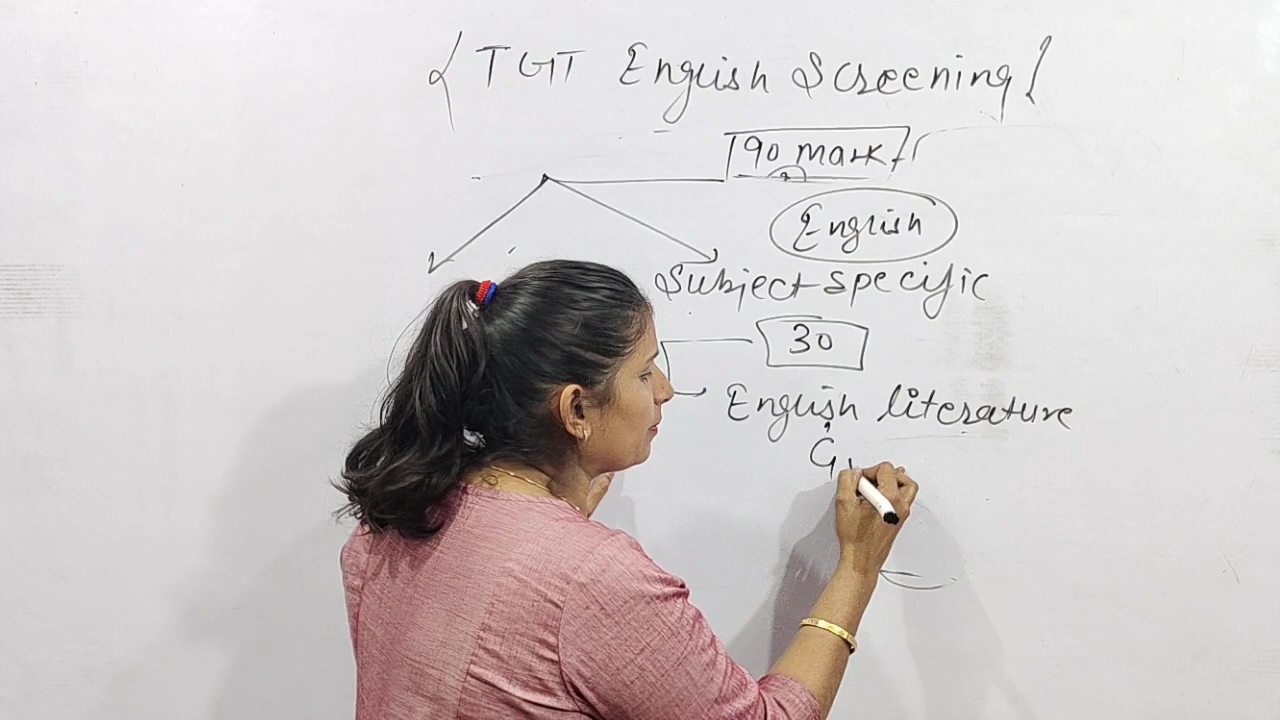 { TGT English Screening {
90 mark
English
Subject specific
30
English literature
G